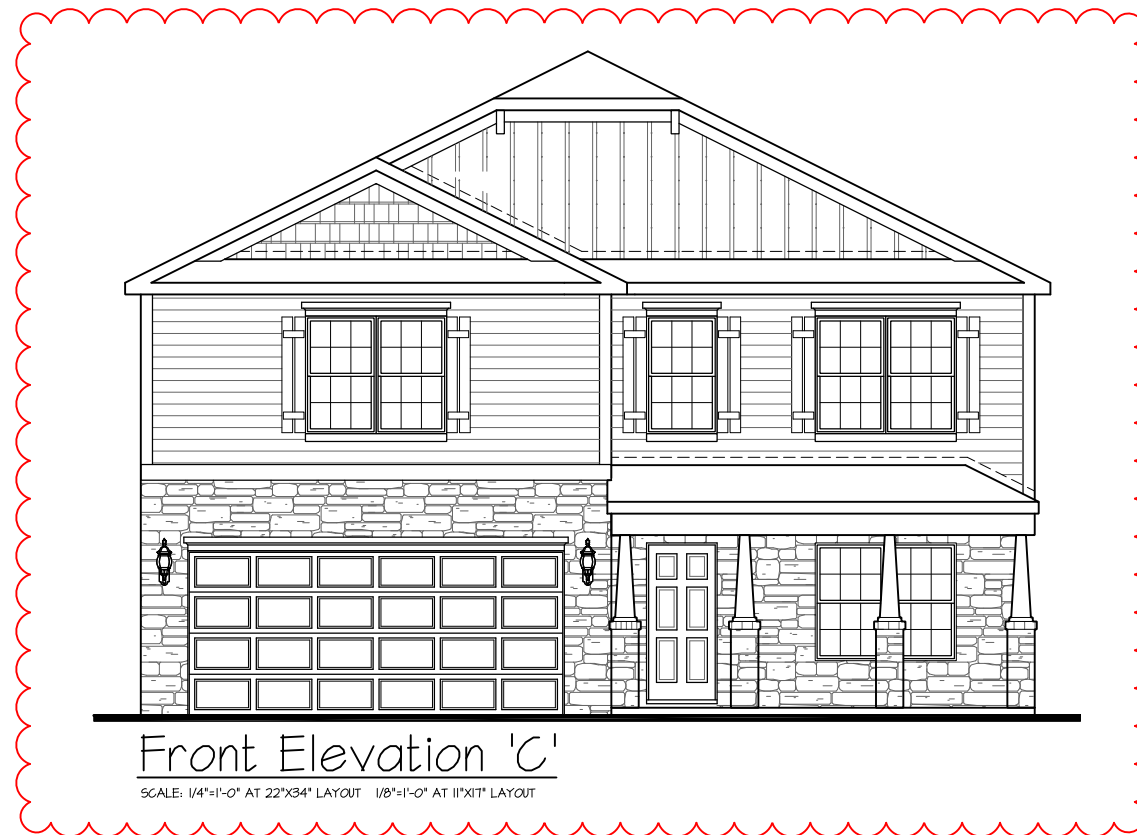 Front Elevation 'C'
SCALE: 1/4"=1'-0" AT 22"X34" LAYOUT 1/8"=1'-0" AT 11"X17" LAYOUT